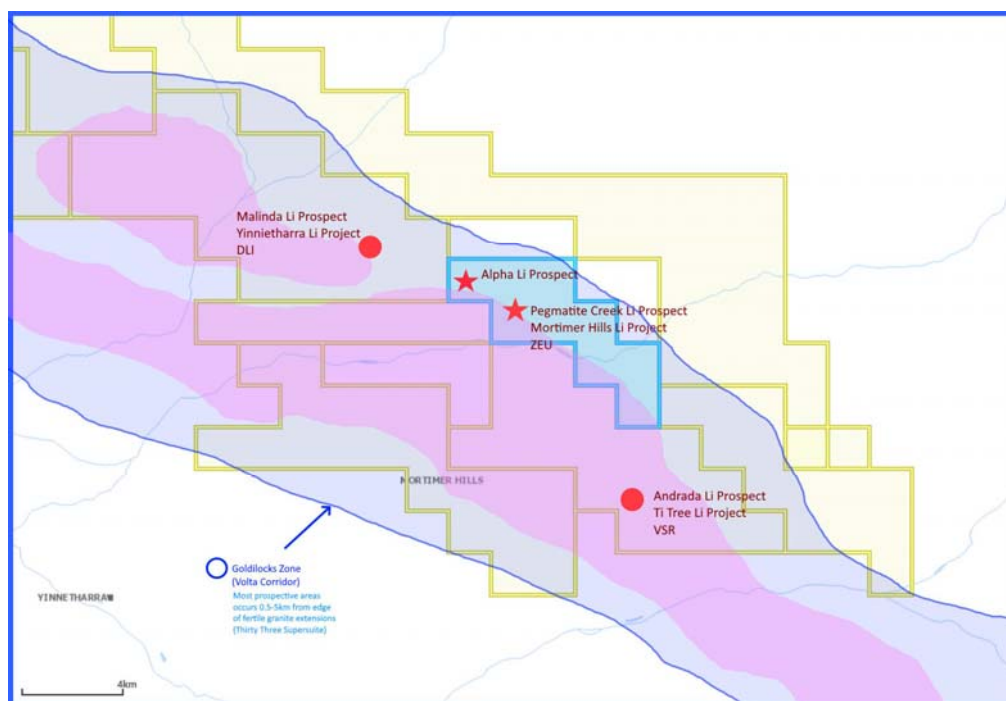 Malinda Li Prospect
Yinnietharra Li Project
DLI
Alpha Li Prospect
Pegmatite Creek Li Prospect
Mortimer Hills Li Project
ZEU
MORTIMER HILLS
Andrada Li Prospect
Ti Tree Li Project
VSR
Goldilocks Zone
(Volta Corridor)
Most prospective areas
occurs 0.5-5km from edge
of fertile granite extensions
(Thirty Three Supersuite)
YINNETHARRA
4km